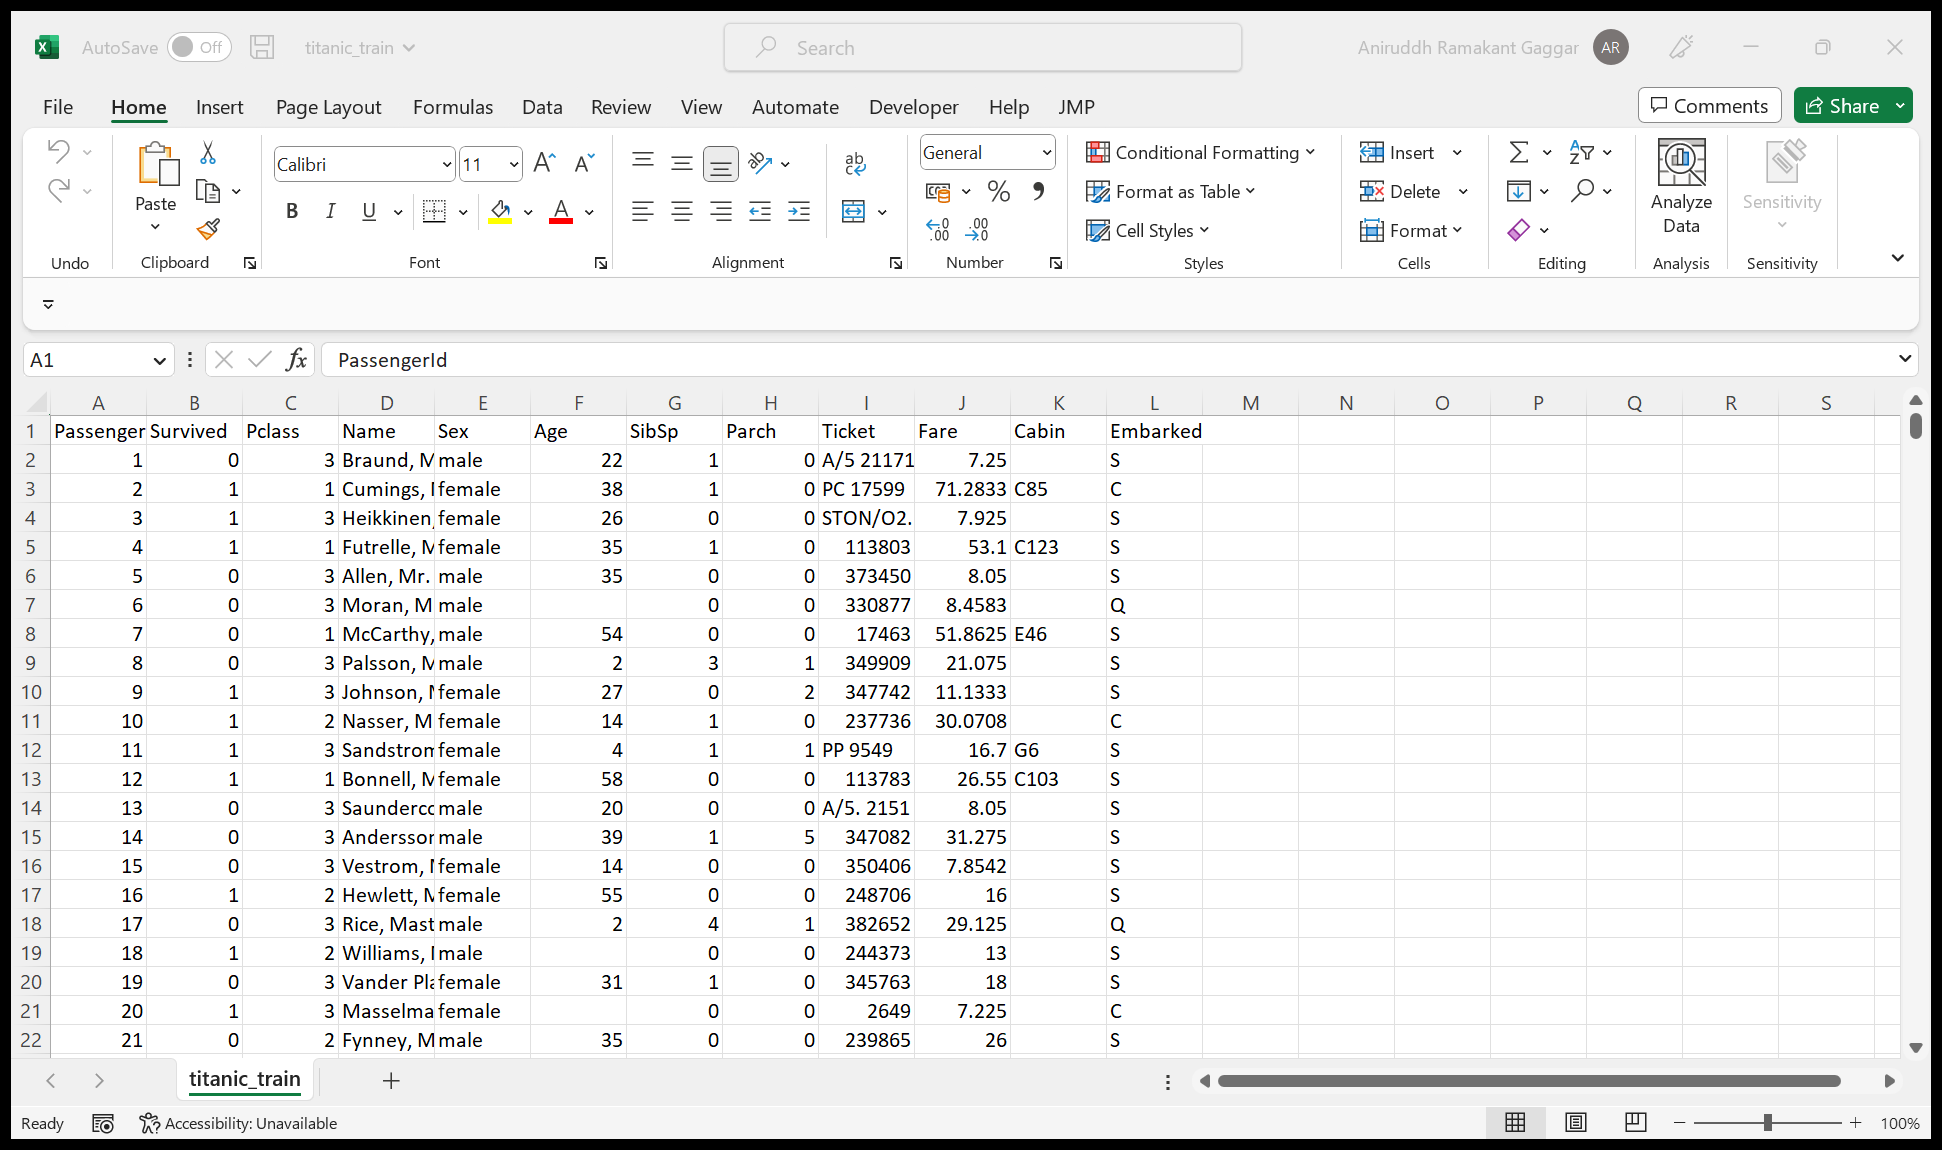 AutoSave Off titanic_train Search Aniruddh Ramakant Gaggar AR
File Home Insert Page Layout Formulas Data Review View Automate Developer Help JMP Comments Share
Paste Calibri 11 General Conditional Formatting Insert
B I U Format as Table Delete Analyze Data Sensitivity
Cell Styles Format
Undo Clipboard Font Alignment Number Styles Cells Editing Analysis Sensitivity
A1 fx PassengerId
A B C D E F G H I J K L M N O P Q R S
1 Passenger Survived Pclass Name Sex Age SibSp Parch Ticket Fare Cabin Embarked
2 1 0 3 Braund, M male 22 1 0 A/5 21171 7.25 S
3 2 1 1 Cumings, female 38 1 0 PC 17599 71.2833 C85 C
4 3 1 3 Heikkinen, female 26 0 0 STON/O2. 7.925 S
5 4 1 1 Futrelle, M female 35 1 0 113803 53.1 C123 S
6 5 0 3 Allen, Mr. male 35 0 0 373450 8.05 S
7 6 0 3 Moran, M male 0 0 330877 8.4583 Q
8 7 0 1 McCarthy, male 54 0 0 17463 51.8625 E46 S
9 8 0 3 Palsson, M male 2 3 1 349909 21.075 S
10 9 1 3 Johnson, female 27 0 2 347742 11.1333 S
11 10 1 2 Nasser, M female 14 1 0 237736 30.0708 C
12 11 1 3 Sandstrom female 4 1 1 PP 9549 16.7 G6 S
13 12 1 1 Bonnell, M female 58 0 0 113783 26.55 C103 S
14 13 0 3 Saunderco male 20 0 0 A/5. 2151 8.05 S
15 14 0 3 Andersson male 39 1 5 347082 31.275 S
16 15 0 3 Vestrom, female 14 0 0 350406 7.8542 S
17 16 1 2 Hewlett, M female 55 0 0 248706 16 S
18 17 0 3 Rice, Mast male 2 4 1 382652 29.125 Q
19 18 1 2 Williams, male 0 0 244373 13 S
20 19 0 3 Vander Pla female 31 1 0 345763 18 S
21 20 1 3 Masselma female 0 0 2649 7.225 C
22 21 0 2 Fynney, M male 35 0 0 239865 26 S
titanic_train
Ready Accessibility: Unavailable 100%